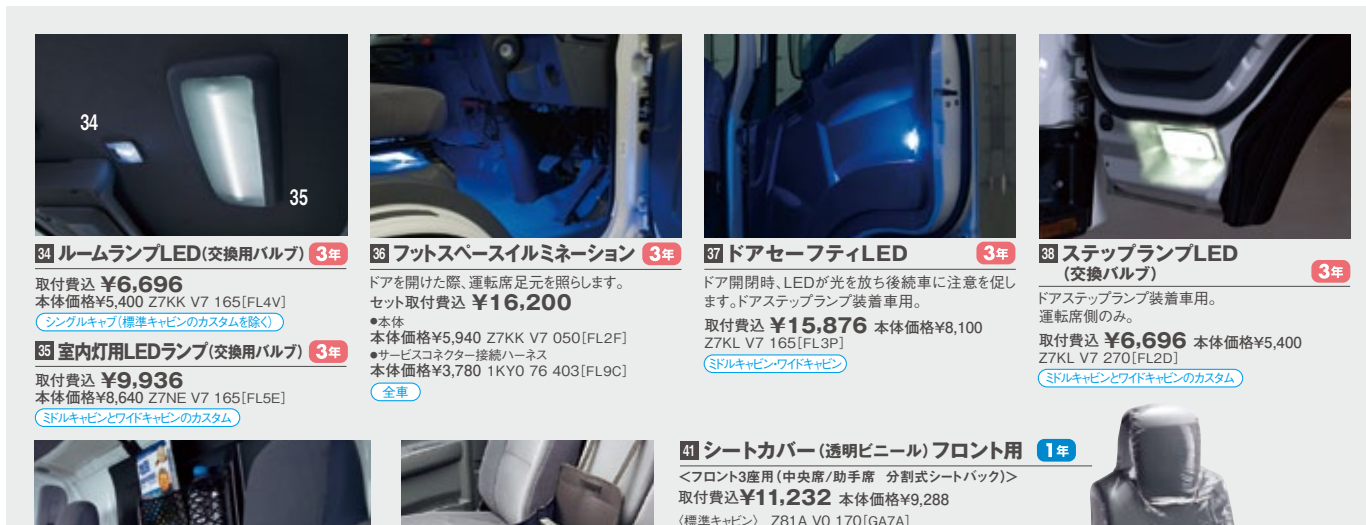 34
35
34 ルームランプLED(交換用バルブ) 3年
取付費込 ¥6,696
本体価格¥5,400 Z7KK V7 165[FL4V]
シングルキャブ(標準キャビンのカスタムを除く)
35 室内灯用LEDランプ(交換用バルブ) 3年
取付費込 ¥9,936
本体価格¥8,640 Z7NE V7 165[FL5E]
ミドルキャビンとワイドキャビンのカスタム
36 フットスペースイルミネーション 3年
ドアを開けた際、運転席足元を照らします。
セット取付費込 ¥16,200
●本体
本体価格¥5,940 Z7KK V7 050[FL2F]
●サービスコネクター接続ハーネス
本体価格¥3,780 1KY0 76 403[FL9C]
全車
37 ドアセーフティLED 3年
ドア開閉時、LEDが光を放ち後続車に注意を促し
ます。ドアステップランプ装着車用。
取付費込 ¥15,876 本体価格¥8,100
Z7KL V7 165[FL3P]
ミドルキャビン・ワイドキャビン
38 ステップランプLED
(交換バルブ) 3年
ドアステップランプ装着車用。
運転席側のみ。
取付費込 ¥6,696 本体価格¥5,400
Z7KL V7 270[FL2D]
ミドルキャビンとワイドキャビンのカスタム
41 シートカバー(透明ビニール)フロント用 1年
<フロント3座用(中央席/助手席 分割式シートバック)>
取付費込¥11,232 本体価格¥9,288
〈標準キャビン〉 Z81A V0 170[GA7A]